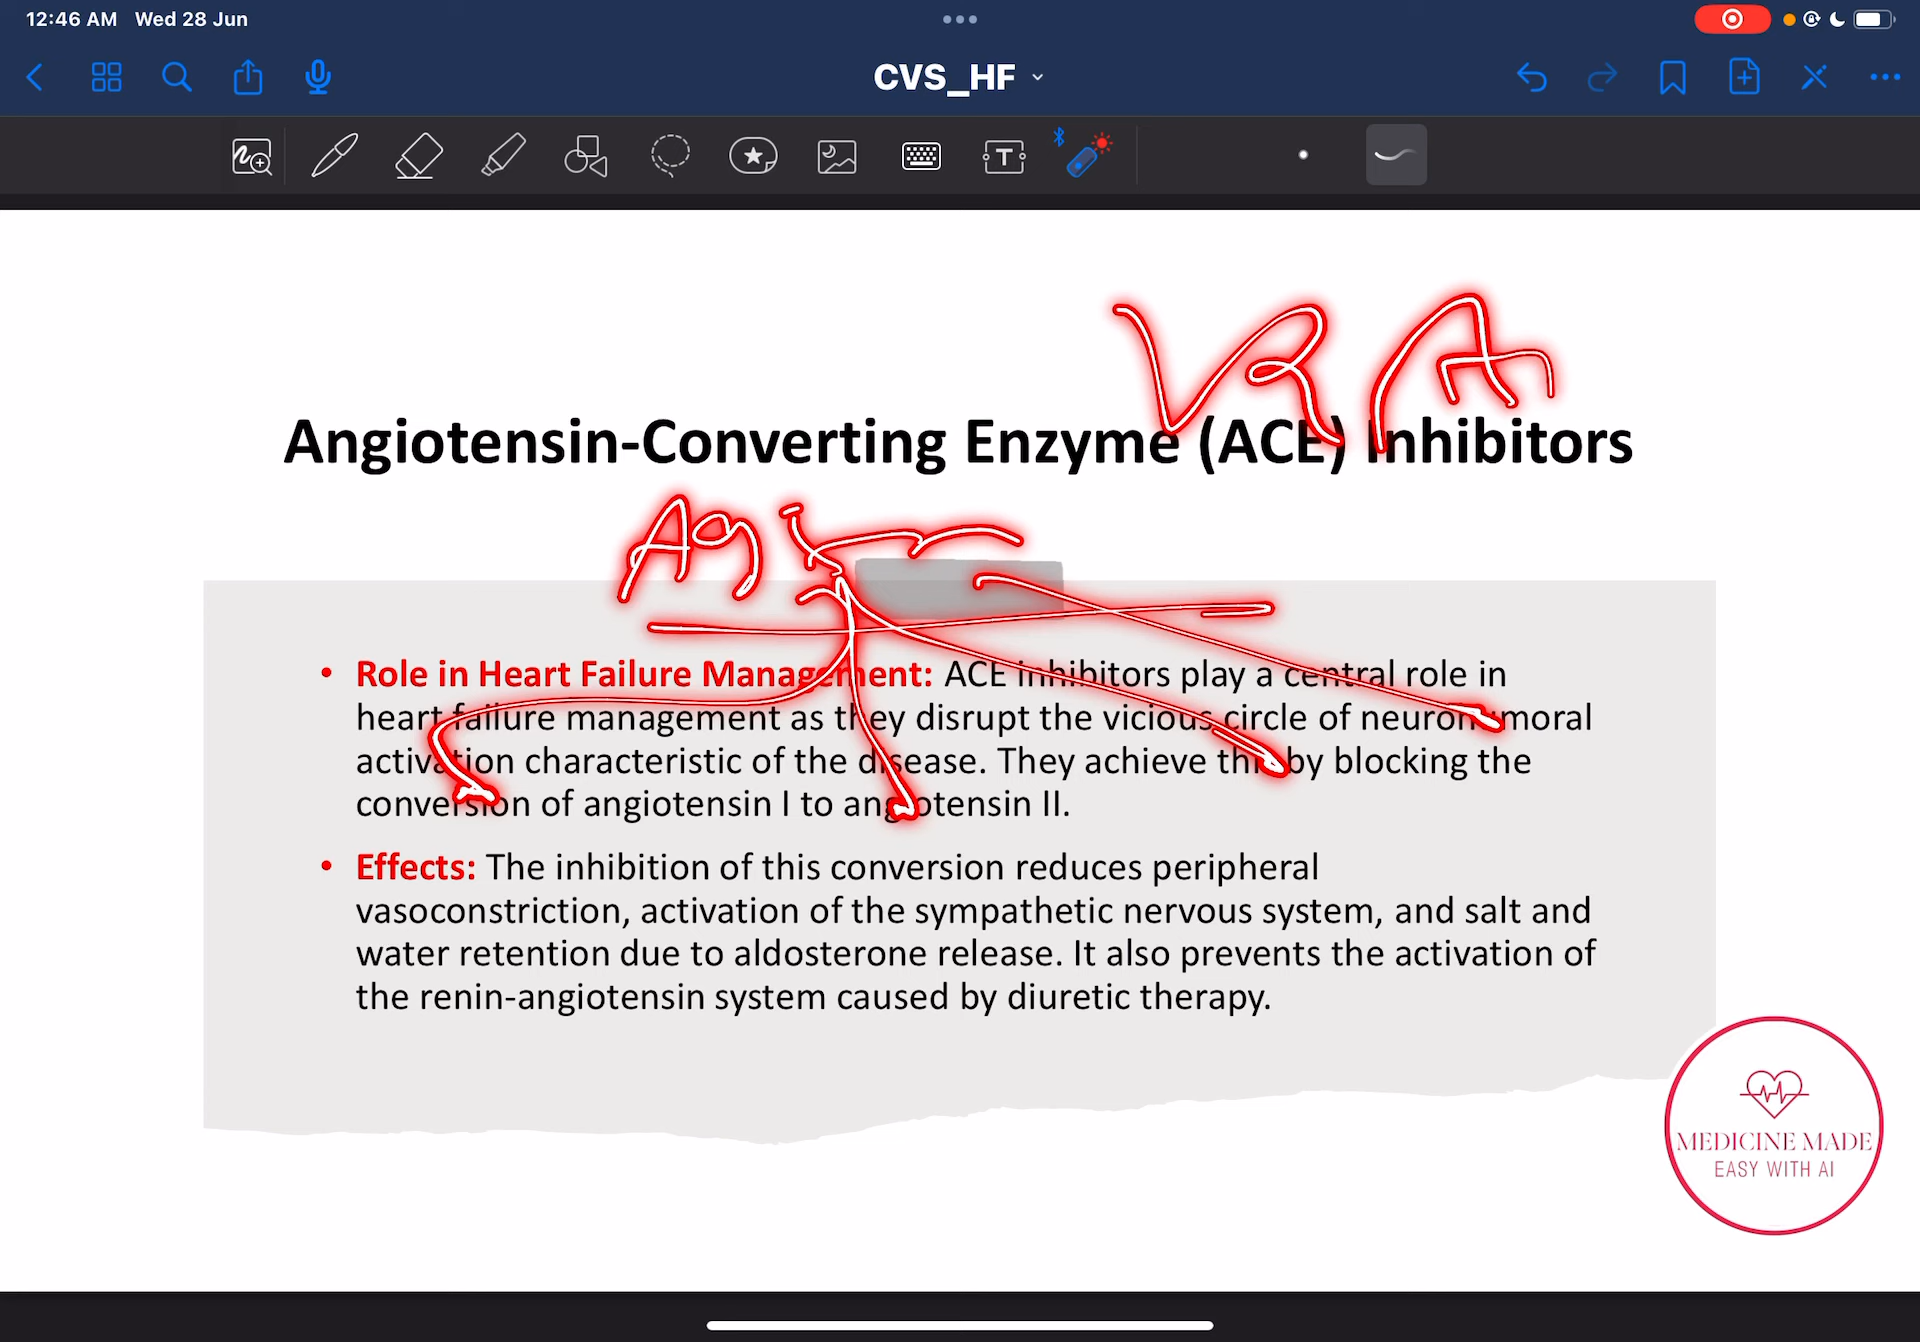 12:46 AM Wed 28 Jun
CVS_HF
Angiotensin-Converting Enzyme (ACE) Inhibitors
• Role in Heart Failure Management: ACE inhibitors play a central role in
heart failure management as they disrupt the vicious circle of neurohumoral
activation characteristic of the disease. They achieve this by blocking the
conversion of angiotensin I to angiotensin II.
• Effects: The inhibition of this conversion reduces peripheral
vasoconstriction, activation of the sympathetic nervous system, and salt and
water retention due to aldosterone release. It also prevents the activation of
the renin-angiotensin system caused by diuretic therapy.
MEDICINE MADE
EASY WITH AI